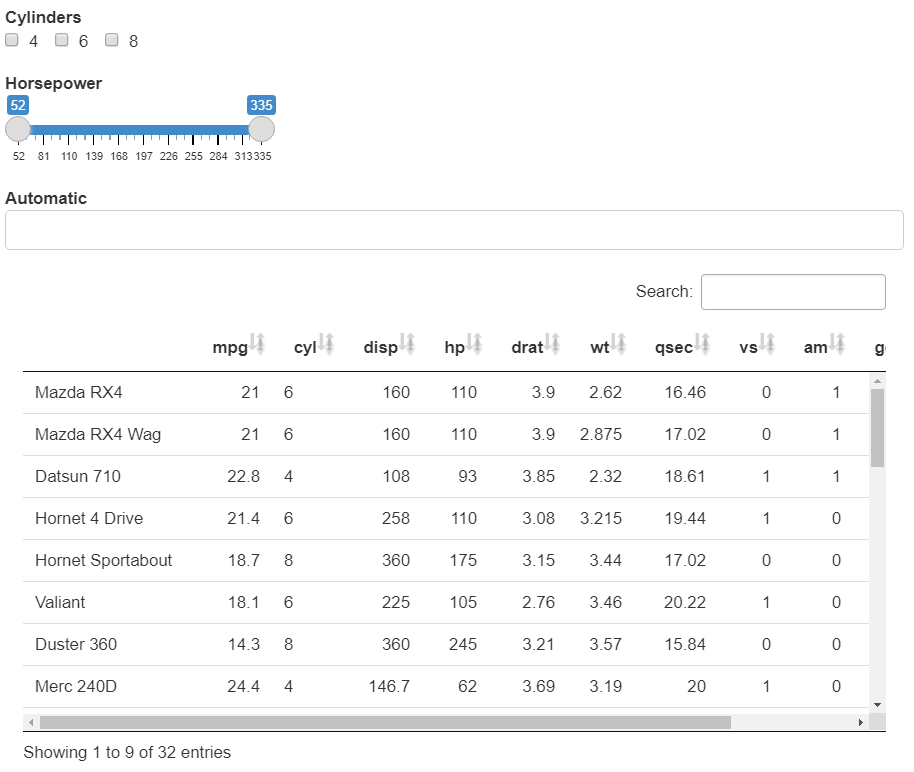 Cylinders
4 6 8
Horsepower
52 335
52 81 110 139 168 197 226 255 284 313 335
Automatic
Search:
mpg cyl disp hp drat wt qsec vs am
Mazda RX4 21 6 160 110 3.9 2.62 16.46 0 1
Mazda RX4 Wag 21 6 160 110 3.9 2.875 17.02 0 1
Datsun 710 22.8 4 108 93 3.85 2.32 18.61 1 1
Hornet 4 Drive 21.4 6 258 110 3.08 3.215 19.44 1 0
Hornet Sportabout 18.7 8 360 175 3.15 3.44 17.02 0 0
Valiant 18.1 6 225 105 2.76 3.46 20.22 1 0
Duster 360 14.3 8 360 245 3.21 3.57 15.84 0 0
Merc 240D 24.4 4 146.7 62 3.69 3.19 20 1 0
Showing 1 to 9 of 32 entries